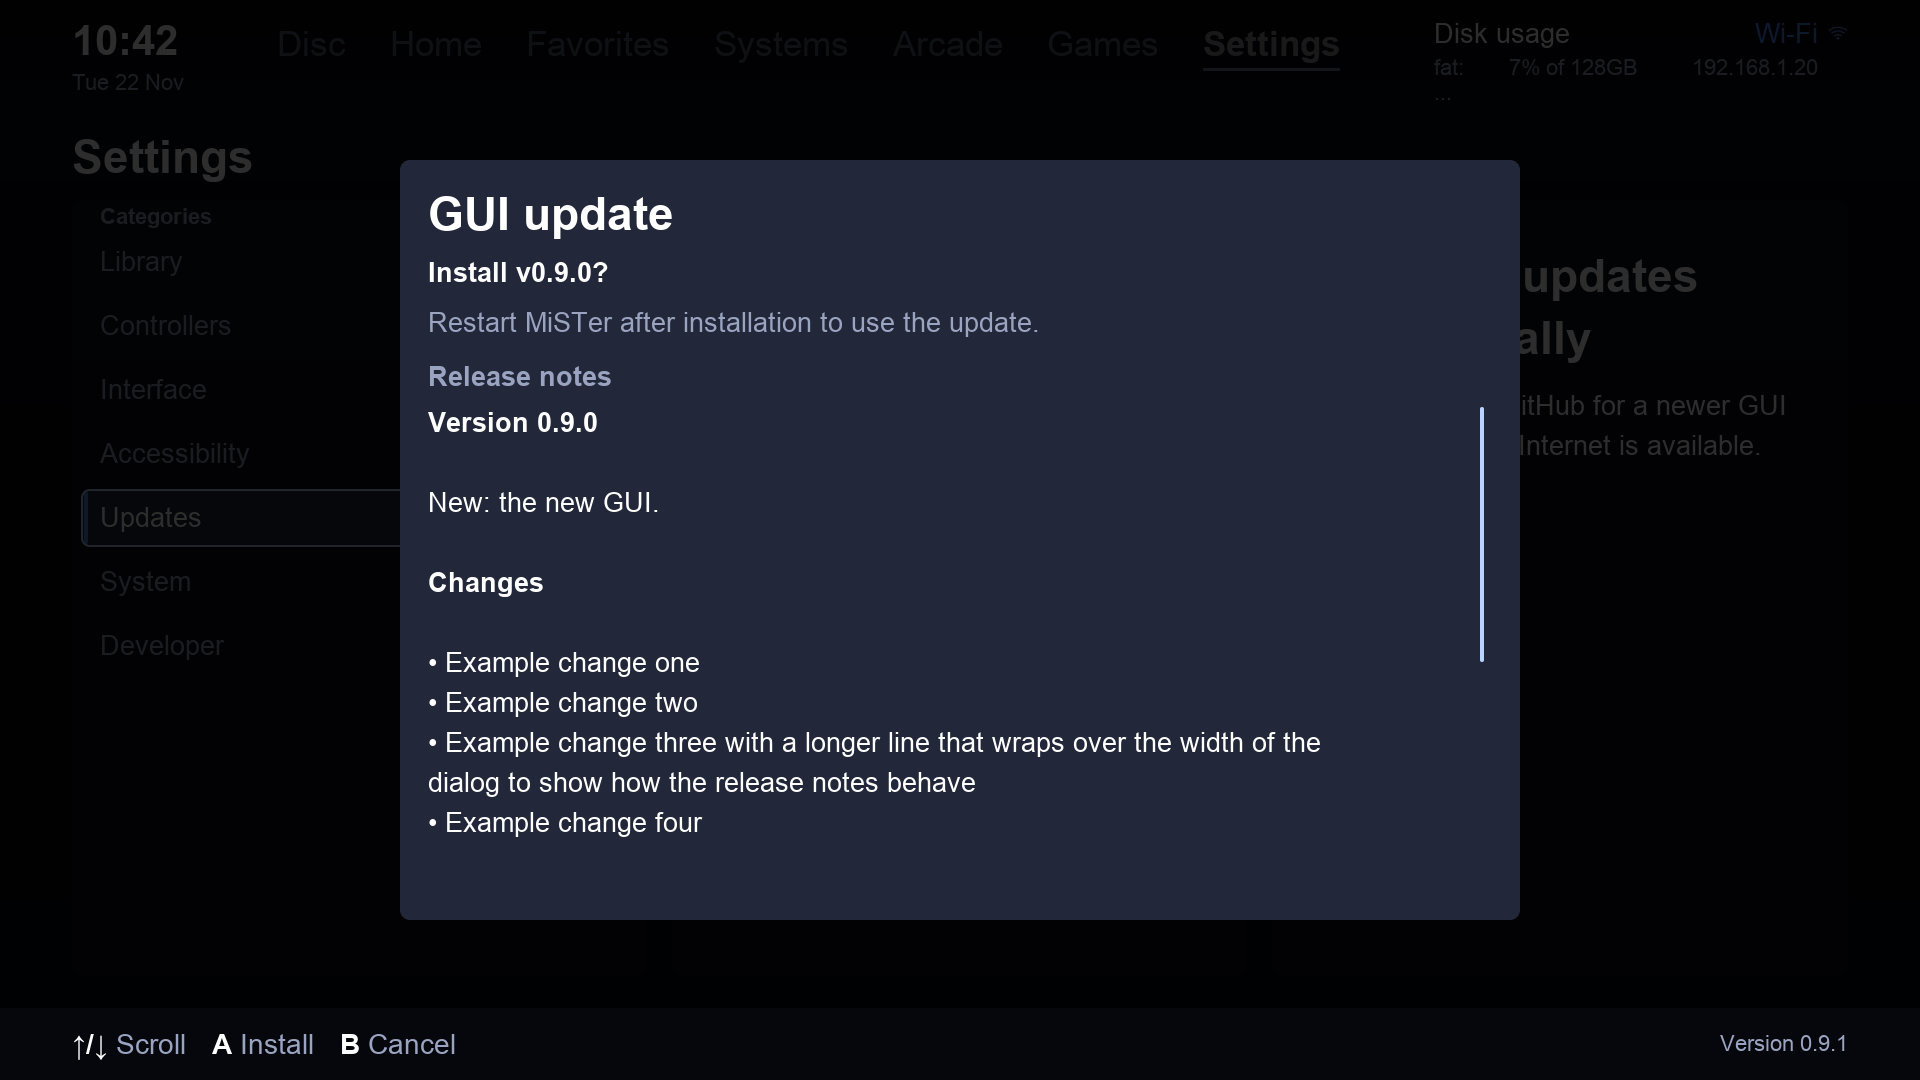 10:42
Tue 22 Nov
Disc Home Favorites Systems Arcade Games Settings
Disk usage
fat: 7% of 128GB
...
Wi-Fi
192.168.1.20
Settings
Categories
Library
Controllers
Interface
Accessibility
Updates
System
Developer
GUI update
Install v0.9.0?
Restart MiSTer after installation to use the update.
Release notes
Version 0.9.0
New: the new GUI.
Changes
• Example change one
• Example change two
• Example change three with a longer line that wraps over the width of the
dialog to show how the release notes behave
• Example change four
updates
ally
itHub for a newer GUI
Internet is available.
↑/↓ Scroll A Install B Cancel
Version 0.9.1